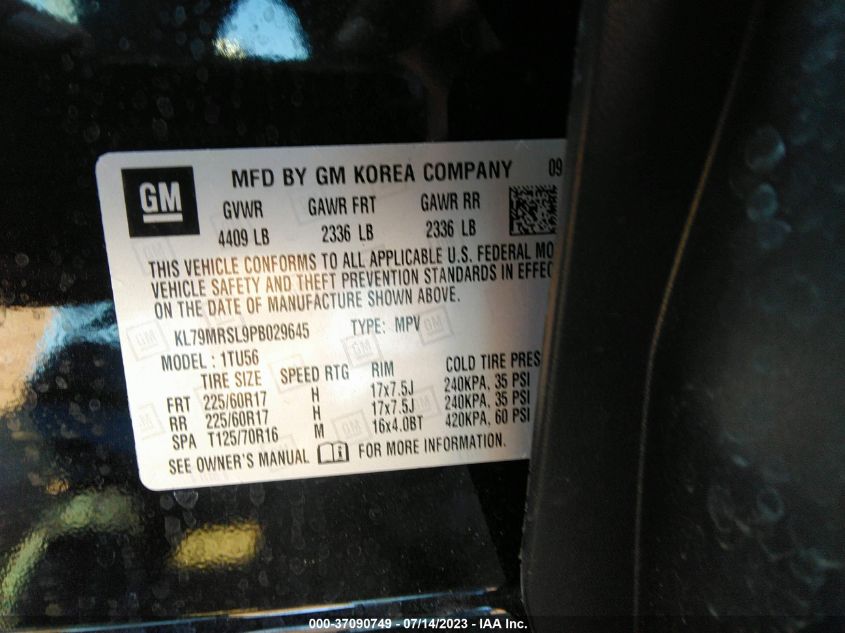 GM MFD BY GM KOREA COMPANY 09
GVWR GAWR FRT GAWR RR
4409 LB 2336 LB 2336 LB
THIS VEHICLE CONFORMS TO ALL APPLICABLE U.S. FEDERAL MO
VEHICLE SAFETY AND THEFT PREVENTION STANDARDS IN EFFEC
ON THE DATE OF MANUFACTURE SHOWN ABOVE.
KL79MRSL9PB029645 TYPE: MPV
MODEL : 1TU56
TIRE SIZE SPEED RTG RIM COLD TIRE PRES
FRT 225/60R17 H 17x7.5J 240KPA, 35 PSI
RR 225/60R17 H 17x7.5J 240KPA, 35 PSI
SPA T125/70R16 M 16x4.0BT 420KPA, 60 PSI
SEE OWNER'S MANUAL FOR MORE INFORMATION.
000-37090749 - 07/14/2023 - IAA Inc.